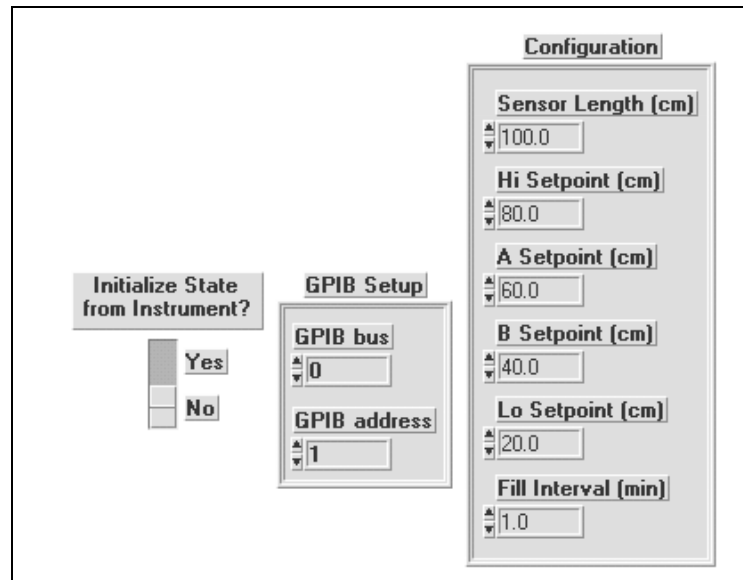 Initialize State
from Instrument?
Yes
No
GPIB Setup
GPIB bus
0
GPIB address
1
Configuration
Sensor Length (cm)
100.0
Hi Setpoint (cm)
80.0
A Setpoint (cm)
60.0
B Setpoint (cm)
40.0
Lo Setpoint (cm)
20.0
Fill Interval (min)
1.0